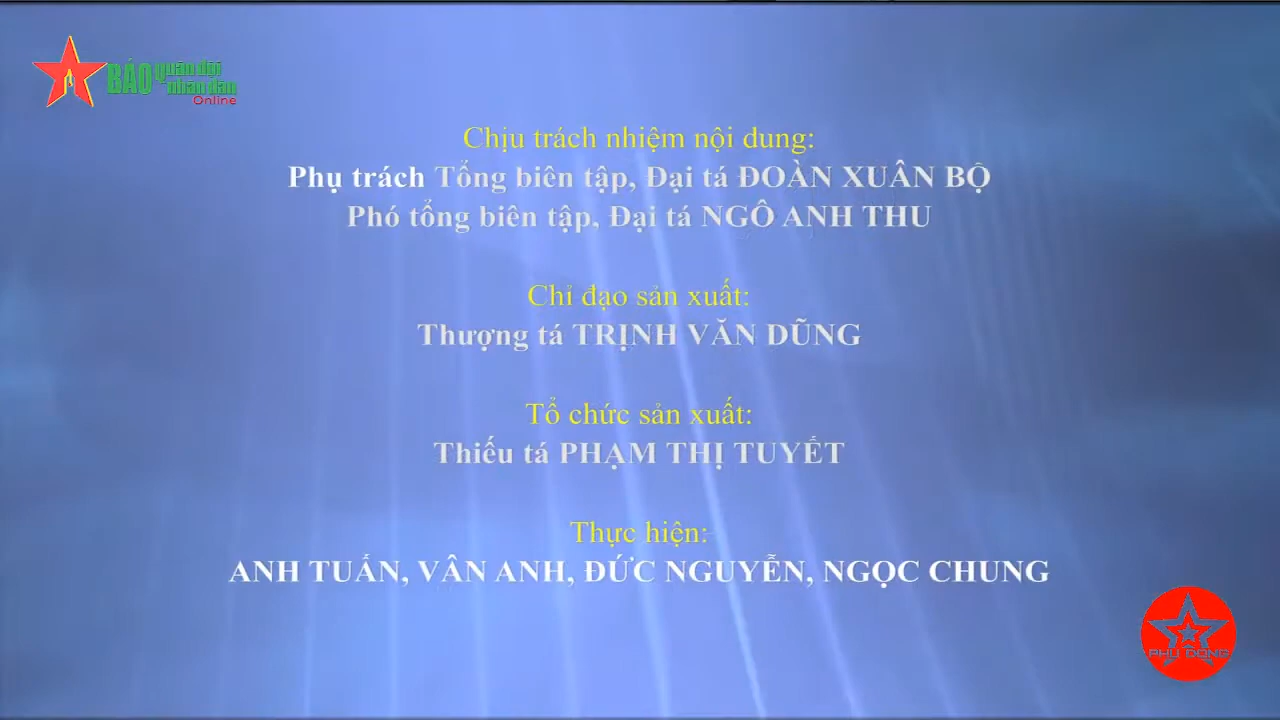 BÁO Quân đội
nhân dân
Online
Chịu trách nhiệm nội dung:
Phụ trách Tổng biên tập, Đại tá ĐOÀN XUÂN BỘ
Phó tổng biên tập, Đại tá NGÔ ANH THU
Chỉ đạo sản xuất:
Thượng tá TRỊNH VĂN DŨNG
Tổ chức sản xuất:
Thiếu tá PHẠM THỊ TUYẾT
Thực hiện:
ANH TUẤN, VÂN ANH, ĐỨC NGUYỄN, NGỌC CHUNG
PHÙ ĐỔNG